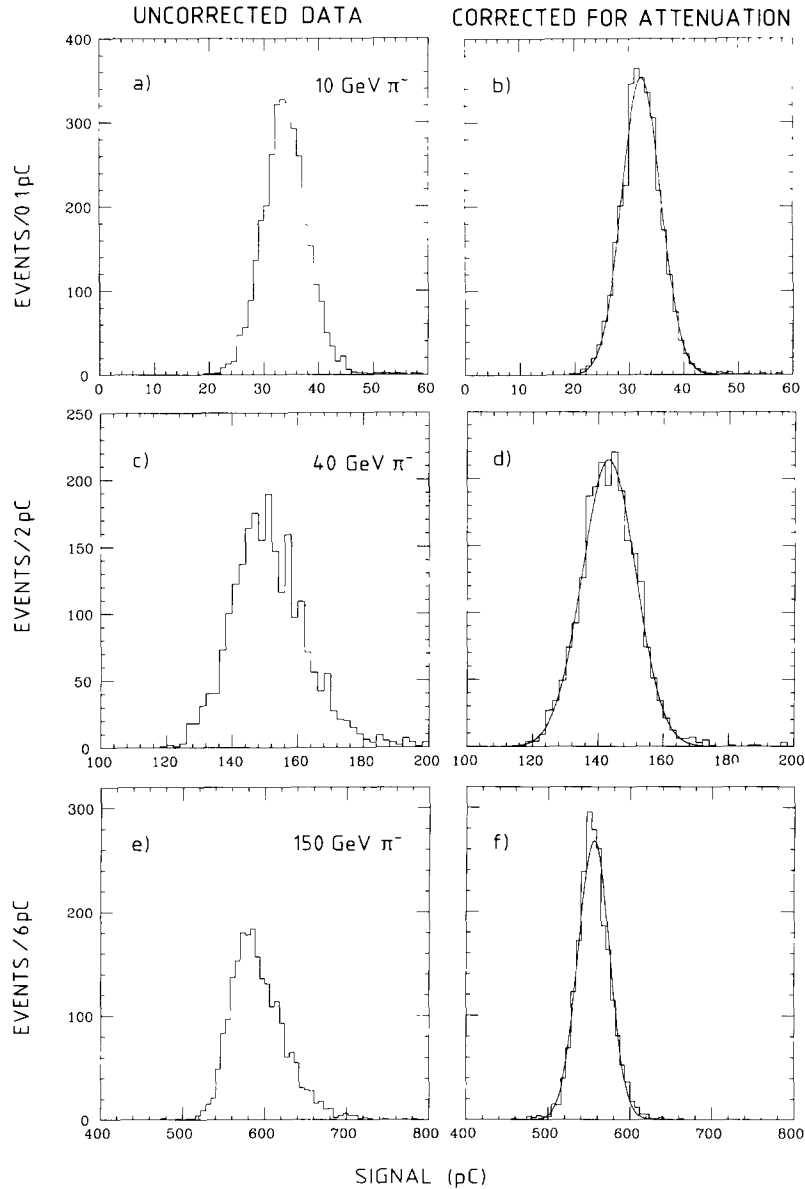 UNCORRECTED DATA CORRECTED FOR ATTENUATION
a) 10 GeV π⁻ b)
400
300
200
100
0
EVENTS/0 1pC
0 10 20 30 40 50 60 0 10 20 30 40 50 60
c) 40 GeV π⁻ d)
250
200
150
100
50
0
EVENTS/2pC
100 120 140 160 180 200 100 120 140 160 180 200
e) 150 GeV π⁻ f)
300
200
100
0
EVENTS/6pC
400 500 600 700 800 400 500 600 700 800
SIGNAL (pC)